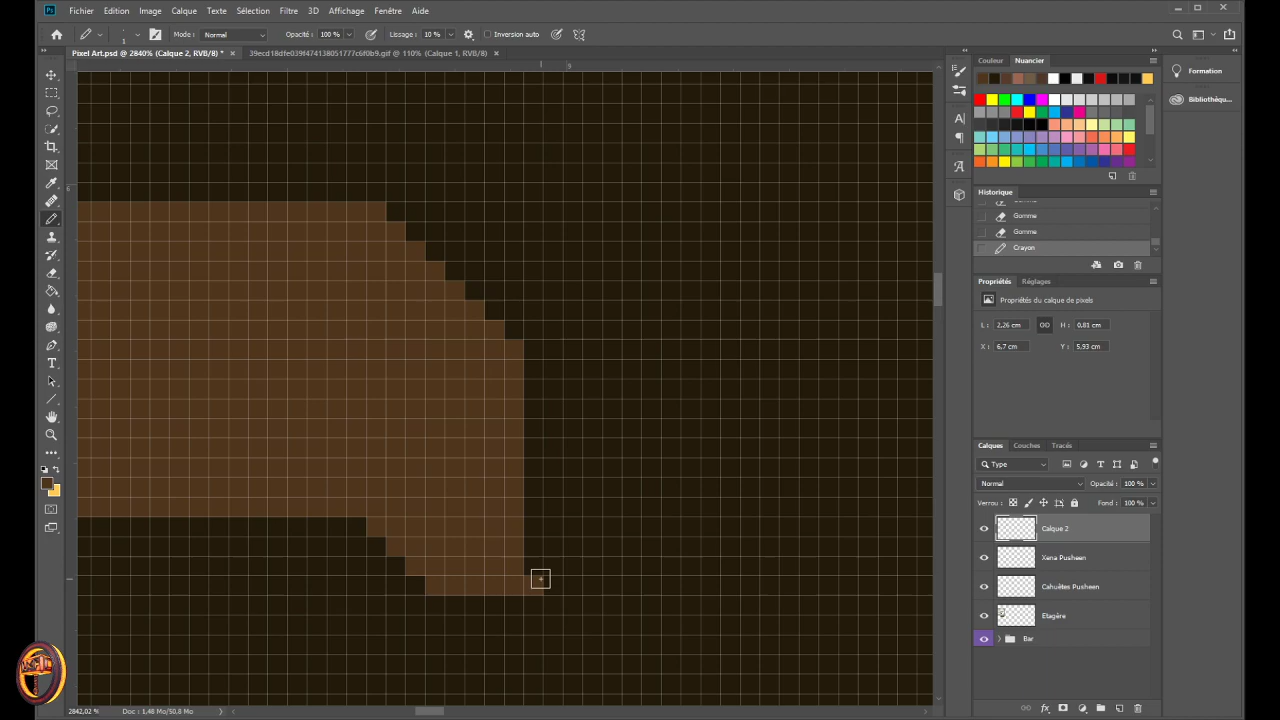 Fichier Edition Image Calque Texte Sélection Filtre 3D Affichage Fenêtre Aide
1 Mode : Normal Opacité : 100 % Lissage : 10 % Inversion auto
Pixel Art.psd @ 2840% (Calque 2, RVB/8) * × 39ecd18dfe039f474138051777c6f0b9.gif @ 110% (Calque 1, RVB/8) ×
Couleur Nuancier
Formation
Bibliothèqu...
Historique
Gomme
Gomme
Crayon
Propriétés Réglages
Propriétés du calque de pixels
L : 2,26 cm H : 0,81 cm
X : 6,7 cm Y : 5,93 cm
Calques Couches Tracés
Type
Normal Opacité : 100 %
Verrou : Fond : 100 %
Calque 2
Xena Pusheen
Cahuètes Pusheen
Etagère
Bar
2842,02 % Doc : 1,48 Mo/50,8 Mo